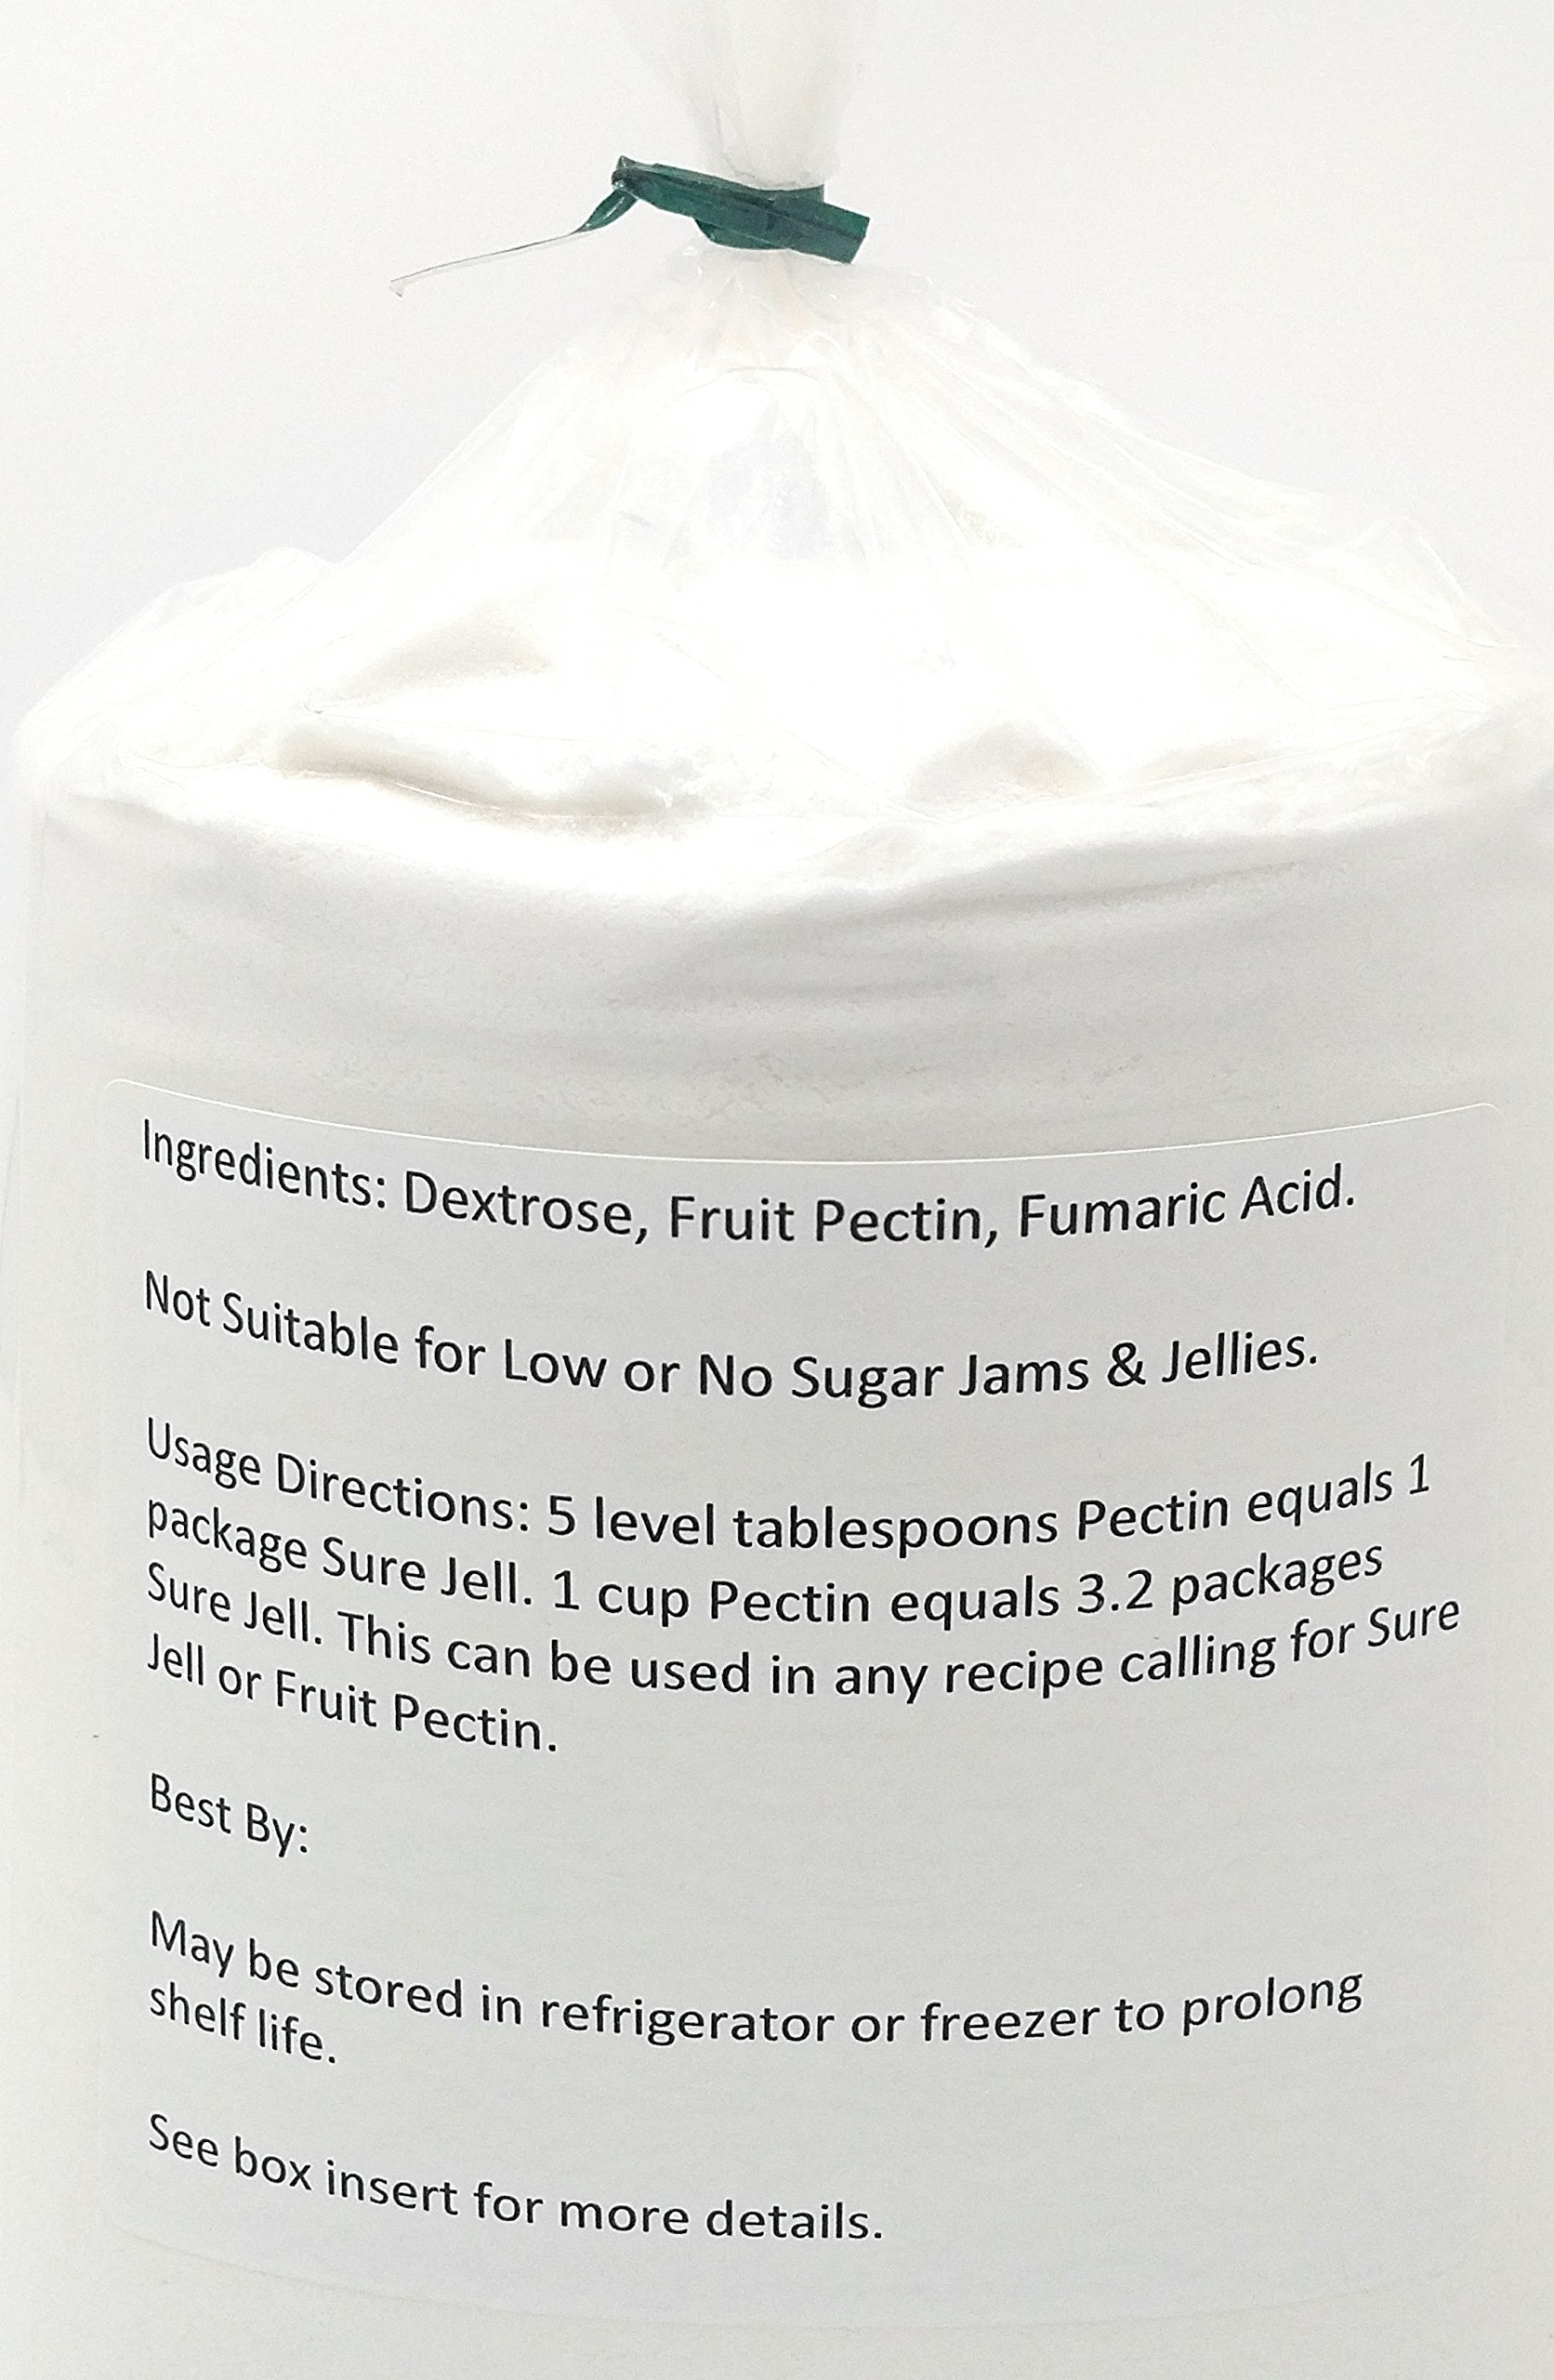 Ingredients: Dextrose, Fruit Pectin, Fumaric Acid.
Not Suitable for Low or No Sugar Jams & Jellies.
Usage Directions: 5 level tablespoons Pectin equals 1
package Sure Jell. 1 cup Pectin equals 3.2 packages
Sure Jell. This can be used in any recipe calling for Sure
Jell or Fruit Pectin.
Best By:
May be stored in refrigerator or freezer to prolong
shelf life.
See box insert for more details.